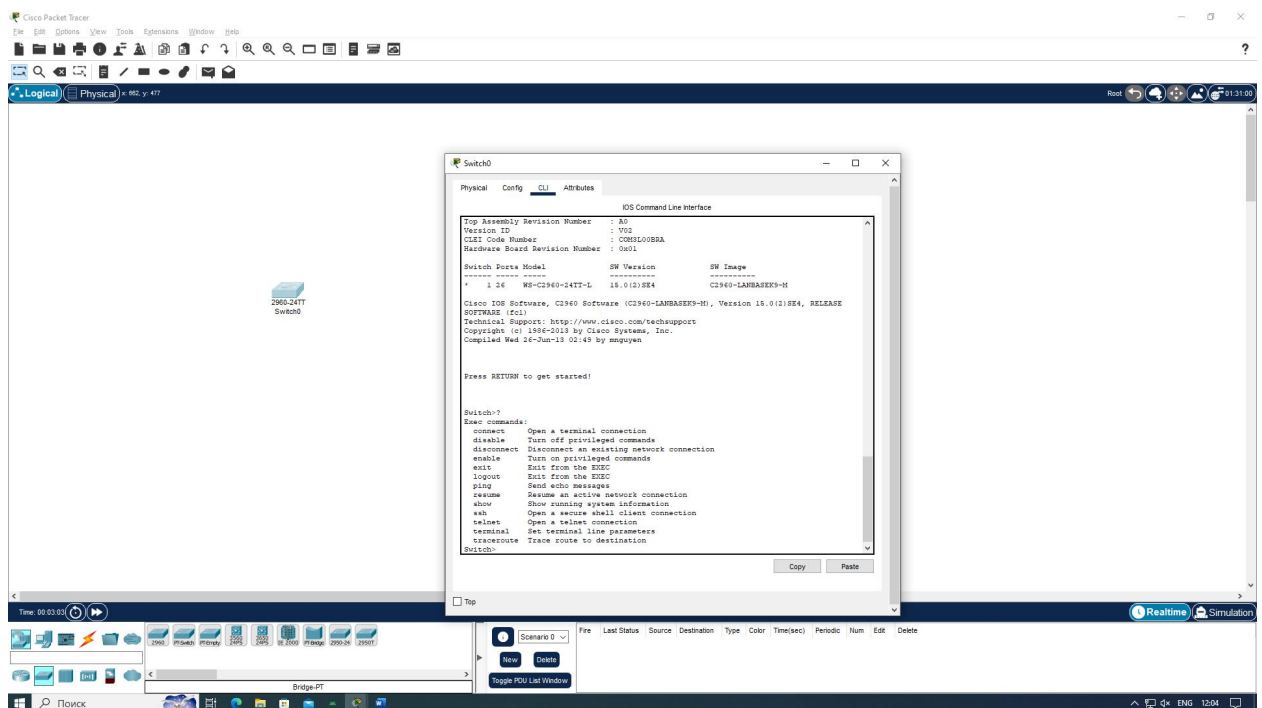 Cisco Packet Tracer
File Edit Options View Tools Extensions Window Help
?
Logical Physical x: 662, y: 477
Root 01:31:00
2960-24TT
Switch0
Switch0
Physical Config CLI Attributes
IOS Command Line Interface
Top Assembly Revision Number : A0
Version ID : V02
CLEI Code Number : COM3L00BRA
Hardware Board Revision Number : 0x01
Switch Ports Model SW Version SW Image
------ ----- ----- ---------- ----------
* 1 26 WS-C2960-24TT-L 15.0(2)SE4 C2960-LANBASEK9-M
Cisco IOS Software, C2960 Software (C2960-LANBASEK9-M), Version 15.0(2)SE4, RELEASE
SOFTWARE (fc1)
Technical Support: http://www.cisco.com/techsupport
Copyright (c) 1986-2013 by Cisco Systems, Inc.
Compiled Wed 26-Jun-13 02:49 by mnguyen
Press RETURN to get started!
Switch>?
Exec commands:
connect Open a terminal connection
disable Turn off privileged commands
disconnect Disconnect an existing network connection
enable Turn on privileged commands
exit Exit from the EXEC
logout Exit from the EXEC
ping Send echo messages
resume Resume an active network connection
show Show running system information
ssh Open a secure shell client connection
telnet Open a telnet connection
terminal Set terminal line parameters
traceroute Trace route to destination
Switch>
Copy Paste
Top
Time: 00:03:03
Realtime Simulation
2960 PT-Switch PT-Empty IE 2000 PT-Bridge 2950-24 2950T
Bridge-PT
Scenario 0
New Delete
Toggle PDU List Window
Fire Last Status Source Destination Type Color Time(sec) Periodic Num Edit Delete
Поиск
ENG 12:04